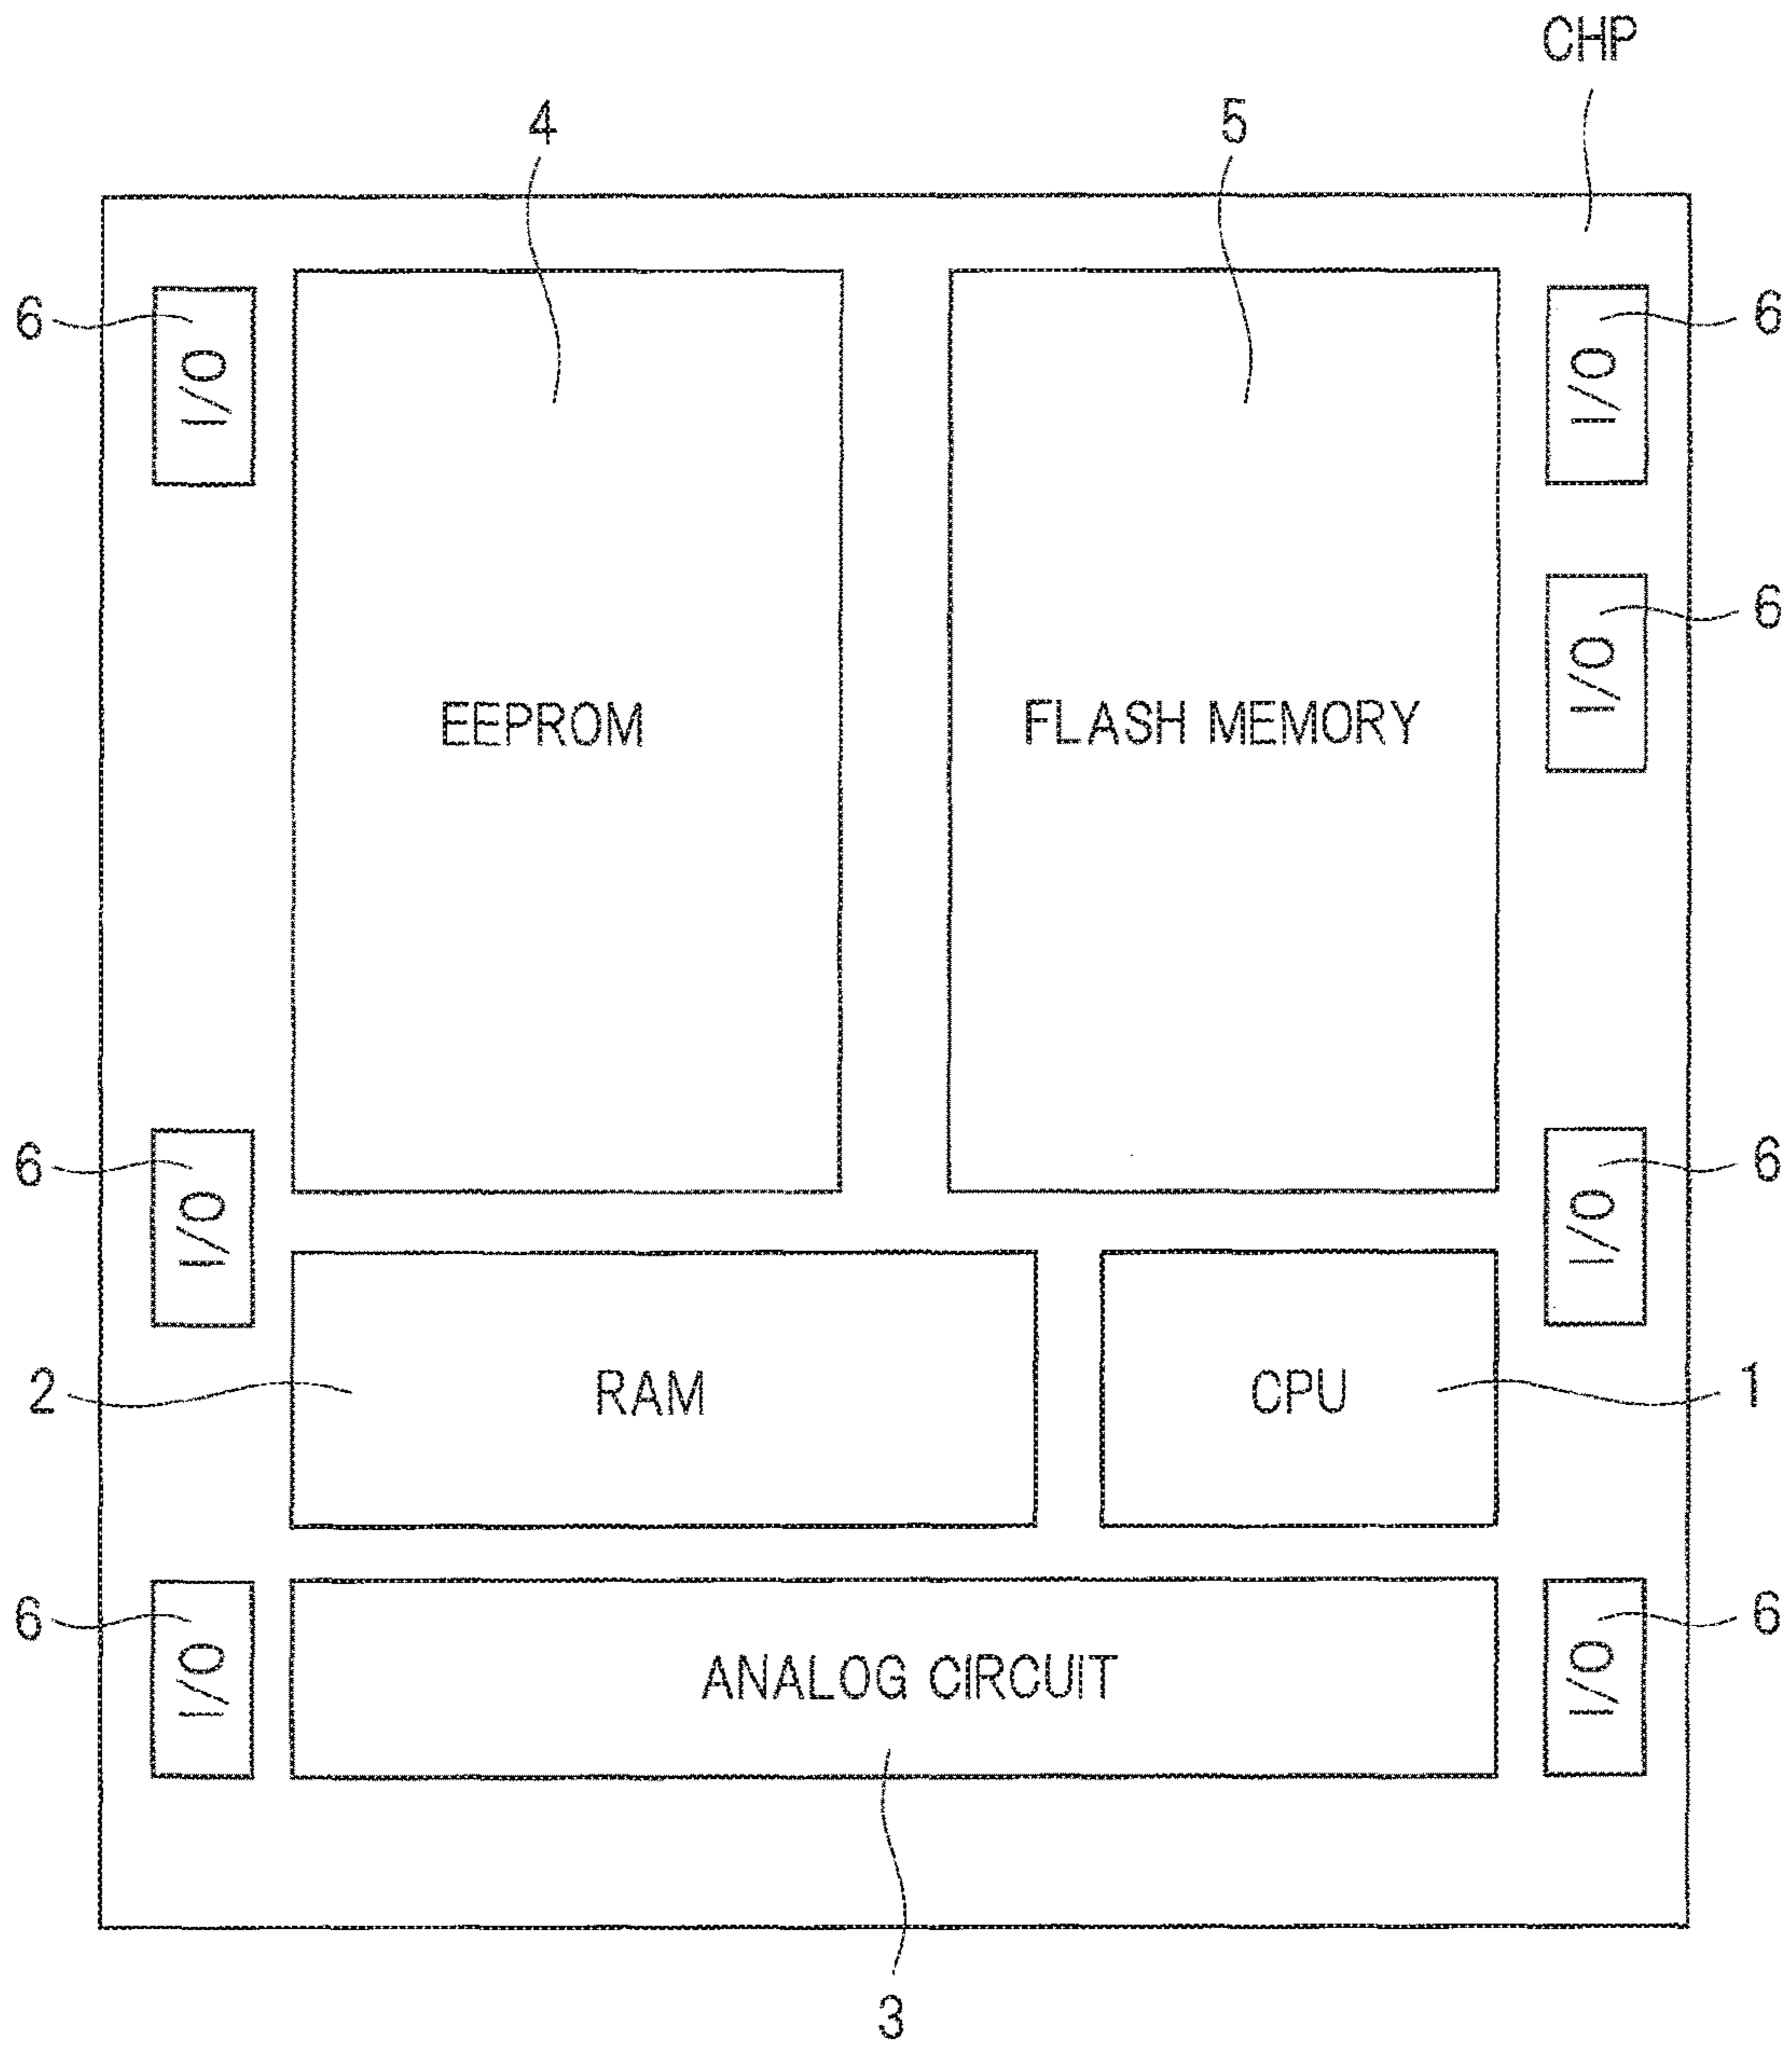 CHP
4
5
6
I/O
I/O
6
I/O
6
EEPROM
FLASH MEMORY
6
I/O
I/O
6
2
RAM
CPU
1
6
I/O
ANALOG CIRCUIT
I/O
6
3